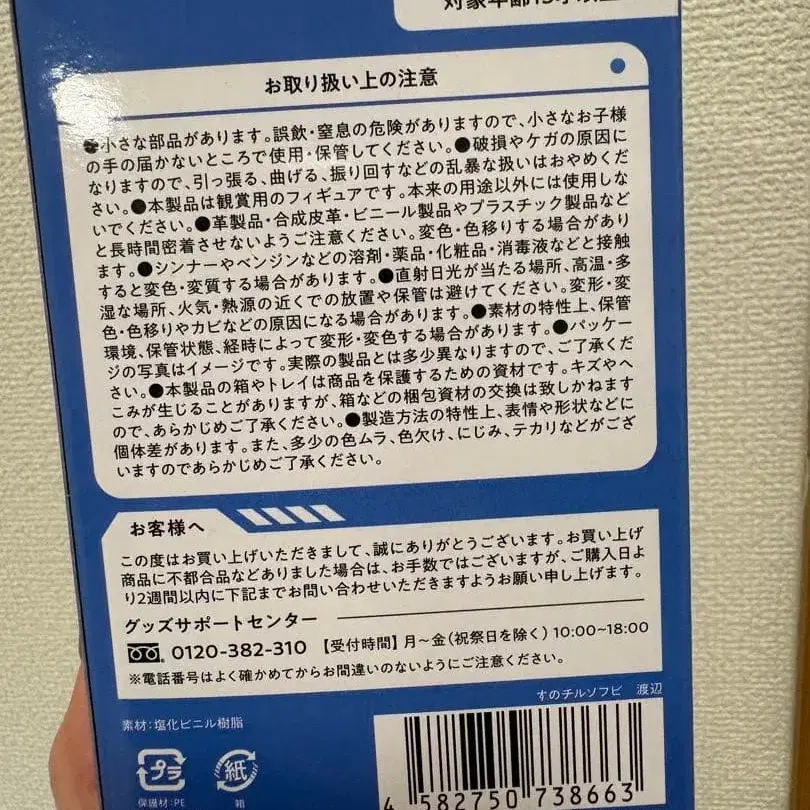 対象年齢15才以上
お取り扱い上の注意
●小さな部品があります。誤飲・窒息の危険がありますので、小さなお子様
の手の届かないところで使用・保管してください。●破損やケガの原因に
なりますので、引っ張る、曲げる、振り回すなどの乱暴な扱いはおやめくだ
さい。●本製品は観賞用のフィギュアです。本来の用途以外には使用しな
いでください。●革製品・合成皮革・ビニール製品やプラスチック製品など
と長時間密着させないようご注意ください。変色・色移りする場合があり
ます。●シンナーやベンジンなどの溶剤・薬品・化粧品・消毒液などと接触
すると変色・変質する場合があります。●直射日光が当たる場所、高温・多
湿な場所、火気・熱源の近くでの放置や保管は避けてください。変形・変
色・色移りやカビなどの原因になる場合があります。●素材の特性上、保管
環境、保管状態、経時によって変形・変色する場合があります。●パッケー
ジの写真はイメージです。実際の製品とは多少異なりますので、ご了承くだ
さい。●本製品の箱やトレイは商品を保護するための資材です。キズやへ
こみが生じることがありますが、箱などの梱包資材の交換は致しかねます
ので、あらかじめご了承ください。●製造方法の特性上、表情や形状などに
個体差があります。また、多少の色ムラ、色欠け、にじみ、テカリなどがござ
いますのであらかじめご了承ください。
お客様へ
この度はお買い上げいただきまして、誠にありがとうございます。お買い上げ
商品に不都合品などありました場合は、お手数ではございますが、ご購入日よ
り2週間以内に下記までお問い合わせいただきますようお願い申し上げます。
グッズサポートセンター
0120-382-310 【受付時間】月～金(祝祭日を除く)10:00~18:00
※電話番号はよく確かめてからお間違いのないようにご注意ください。
すのチルソフビ 渡辺
素材:塩化ビニル樹脂
プラ 紙
保護材:PE 箱
4 582750 738663